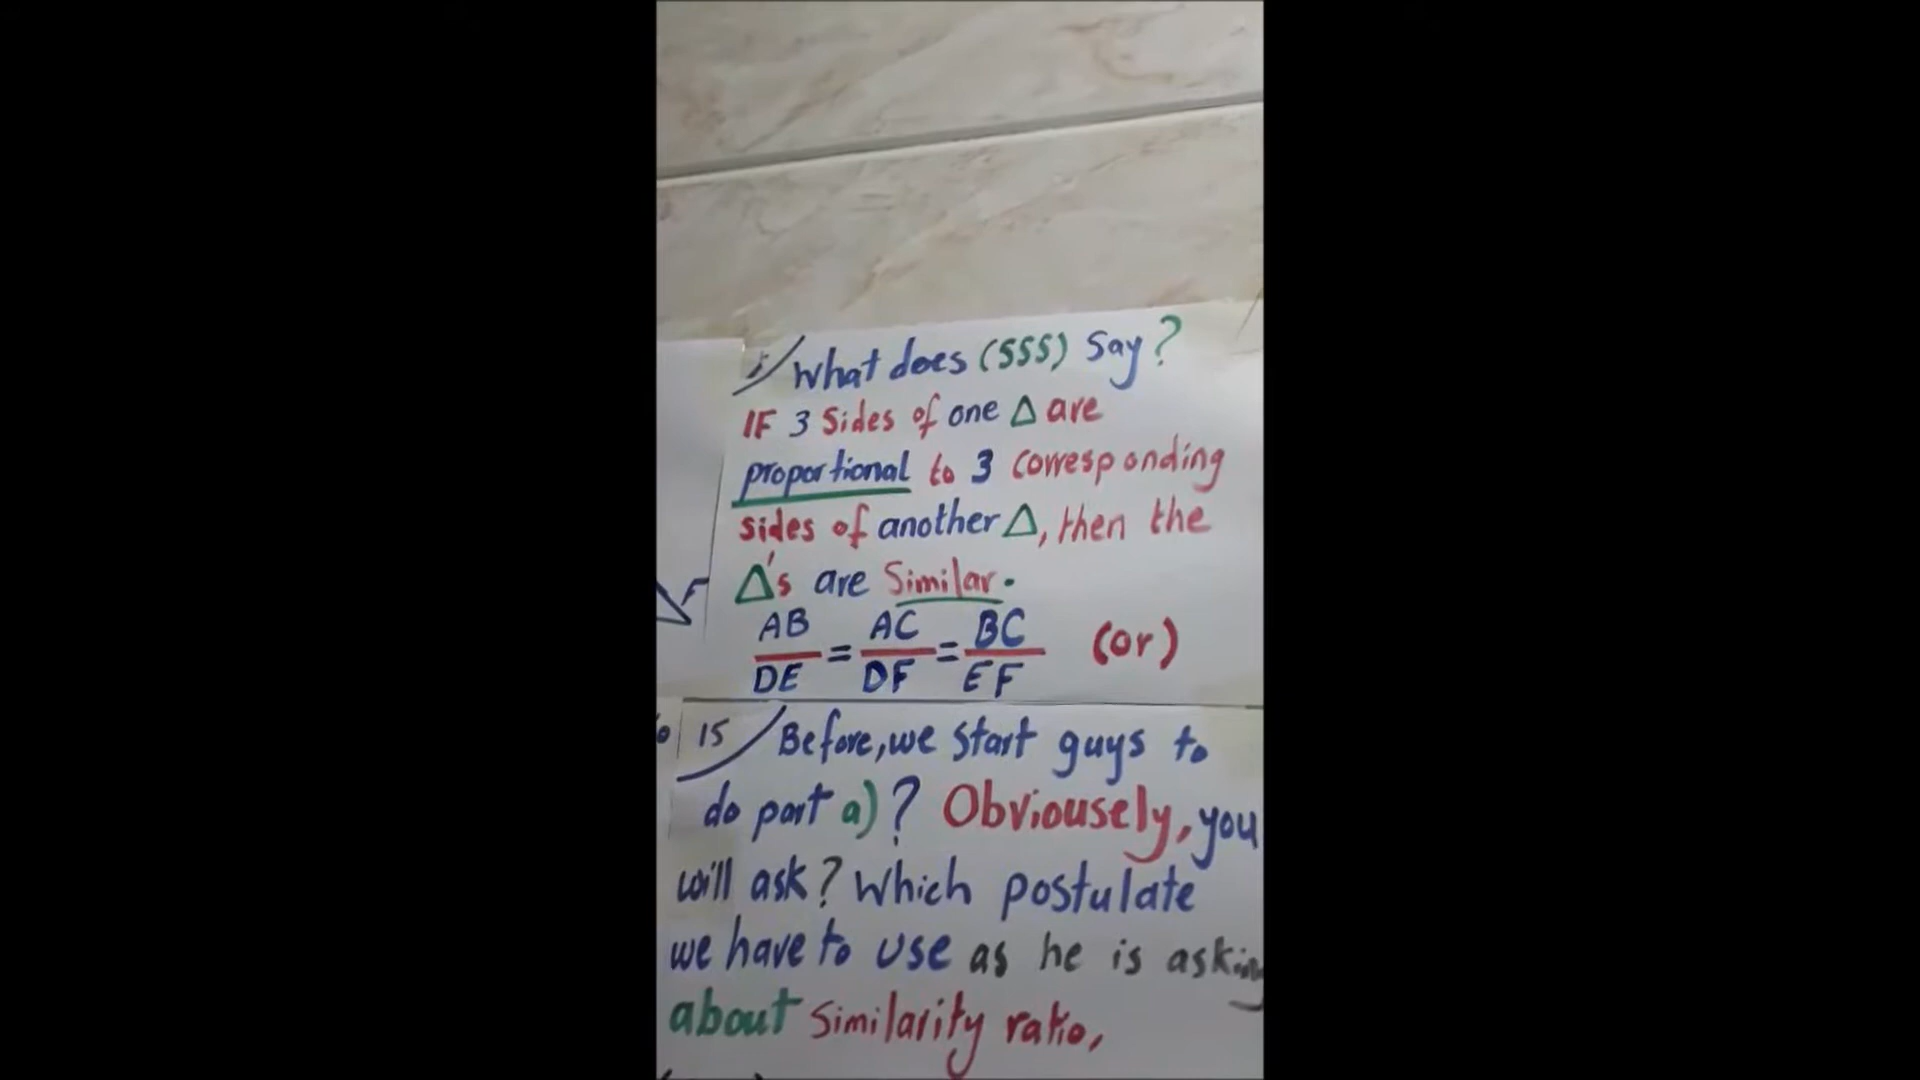 What does (SSS) Say?
IF 3 Sides of one Δ are
proportional to 3 corresponding
sides of another Δ, then the
Δ's are Similar.
AB/DE = AC/DF = BC/EF (or)
F
15 Before, we start guys to
do part a)? Obviousely, you
will ask? Which postulate
we have to use as he is asking
about Similarity ratio,